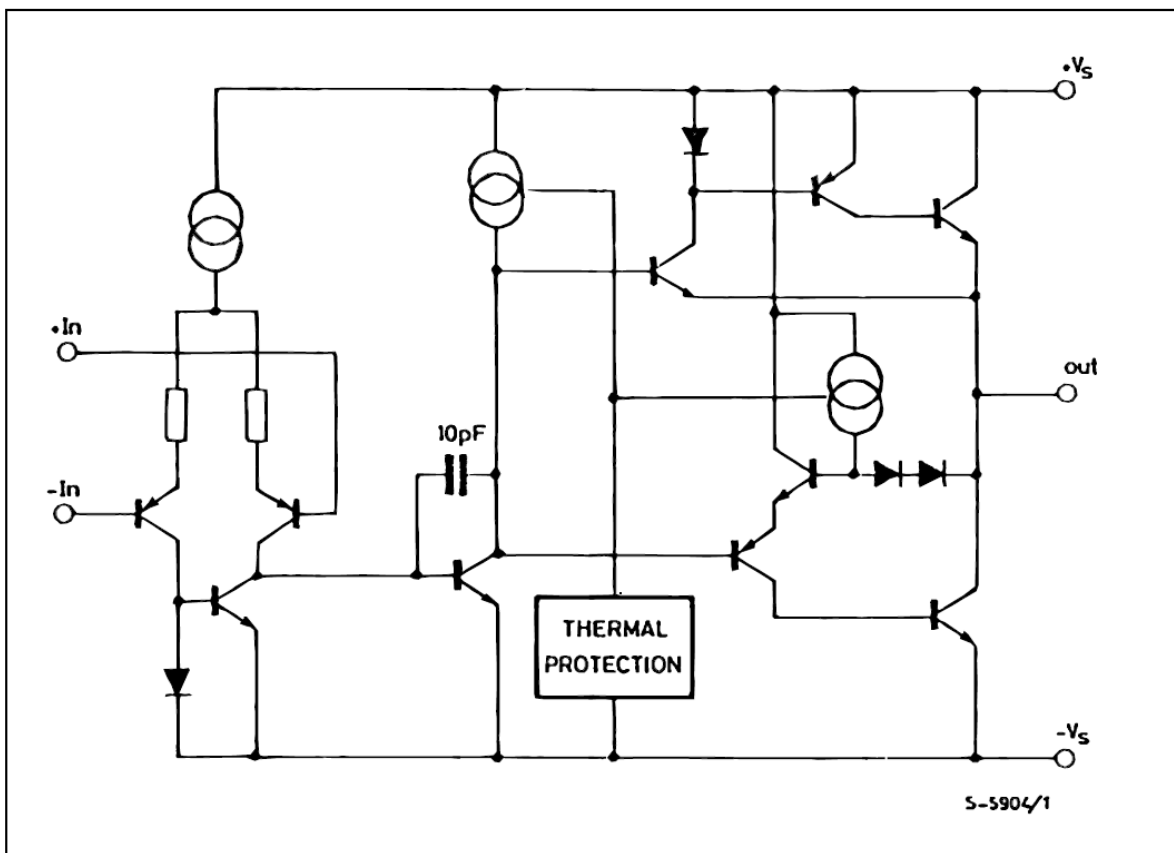 +Vs
+In
out
10pF
-In
THERMAL
PROTECTION
-Vs
S-5904/1